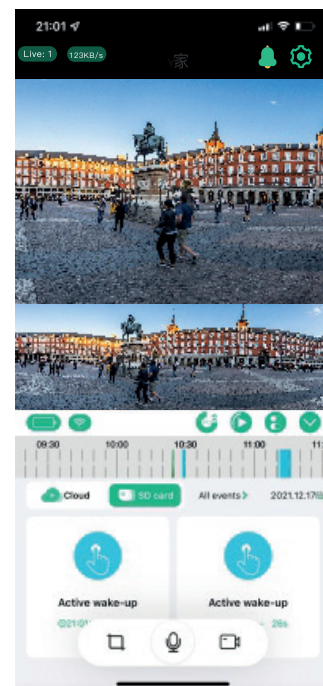 21:01
Live: 1 123KB/s
家
09:30 10:00 10:30 11:00 11:
Cloud SD card All events 2021.12.17
Active wake-up Active wake-up
26s